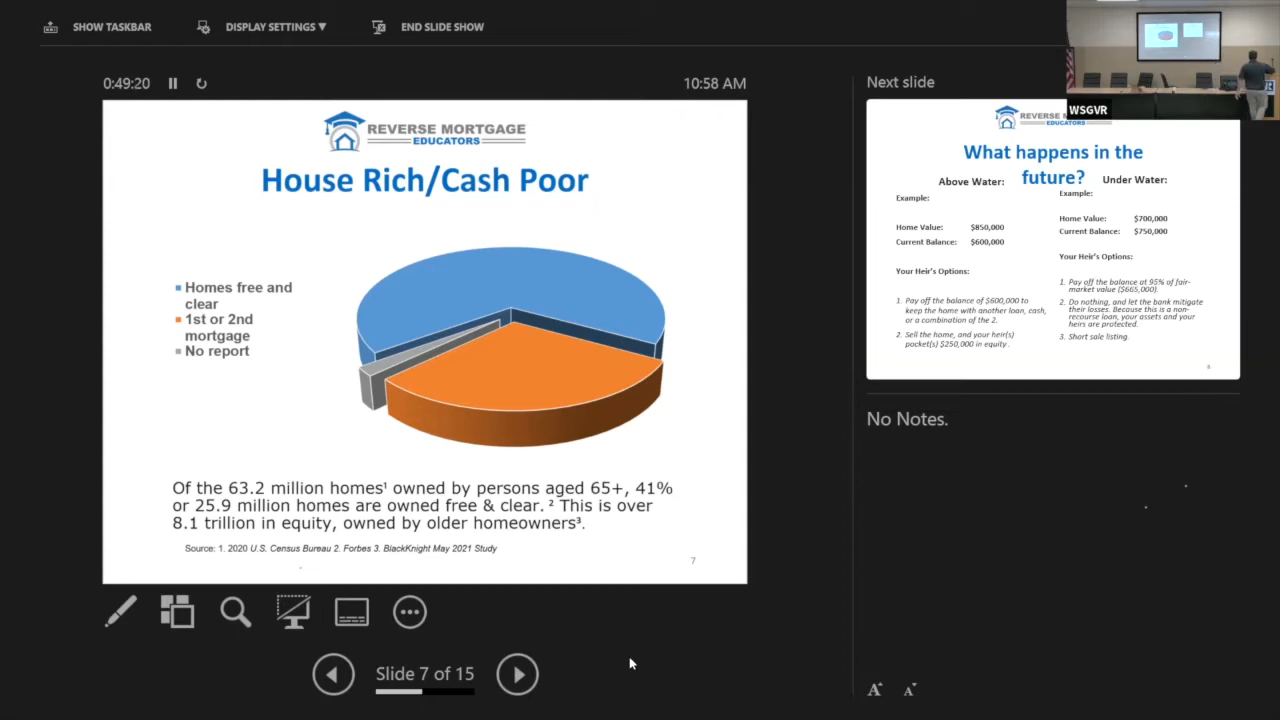 SHOW TASKBAR
DISPLAY SETTINGS ▼
END SLIDE SHOW
0:49:20
10:58 AM
REVERSE MORTGAGE
EDUCATORS
House Rich/Cash Poor
Homes free and
clear
1st or 2nd
mortgage
No report
Of the 63.2 million homes¹ owned by persons aged 65+, 41%
or 25.9 million homes are owned free & clear. ² This is over
8.1 trillion in equity, owned by older homeowners³.
Source: 1. 2020 U.S. Census Bureau 2. Forbes 3. BlackKnight May 2021 Study
7
Slide 7 of 15
Next slide
WSGVR
REVERSE
EDUCATORS
What happens in the
future?
Above Water:
Example:
Home Value: $850,000
Current Balance: $600,000
Your Heir's Options:
1. Pay off the balance of $600,000 to
keep the home with another loan, cash,
or a combination of the 2.
2. Sell the home, and your heir(s)
pocket(s) $250,000 in equity .
Under Water:
Example:
Home Value: $700,000
Current Balance: $750,000
Your Heir's Options:
1. Pay off the balance at 95% of fair-
market value ($665,000).
2. Do nothing, and let the bank mitigate
their losses. Because this is a non-
recourse loan, your assets and your
heirs are protected.
3. Short sale listing.
No Notes.
A A